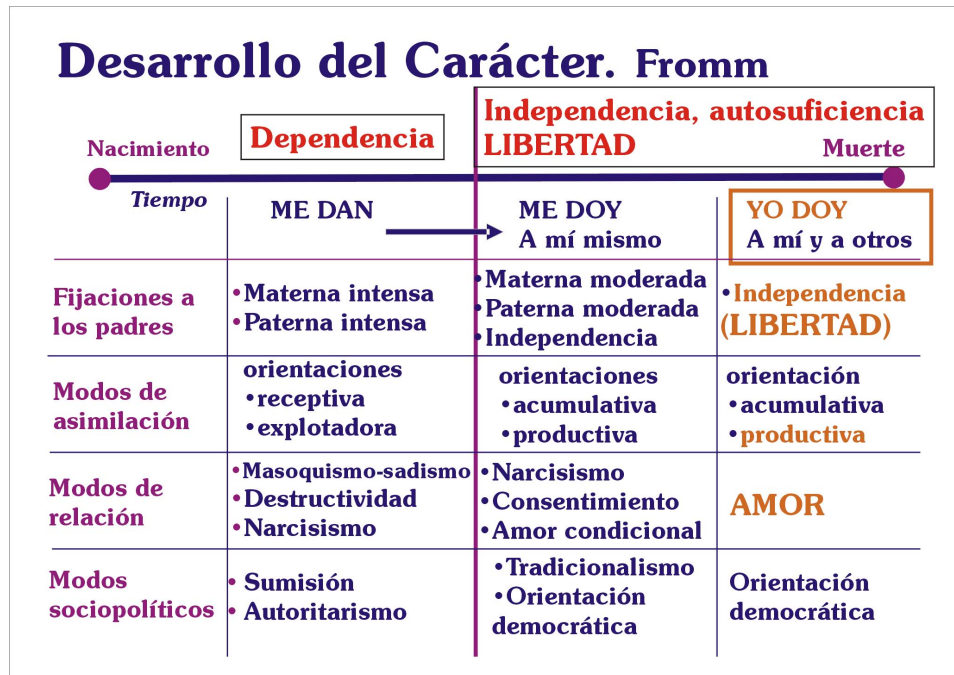 Desarrollo del Carácter. Fromm
Nacimiento
Dependencia
Independencia, autosuficiencia
LIBERTAD
Muerte
Tiempo
ME DAN
ME DOY
A mí mismo
YO DOY
A mí y a otros
Fijaciones a
los padres
•Materna intensa
•Paterna intensa
•Materna moderada
•Paterna moderada
•Independencia
•Independencia
(LIBERTAD)
Modos de
asimilación
orientaciones
•receptiva
•explotadora
orientaciones
•acumulativa
•productiva
orientación
•acumulativa
•productiva
Modos de
relación
•Masoquismo-sadismo
•Destructividad
•Narcisismo
•Narcisismo
•Consentimiento
•Amor condicional
AMOR
Modos
sociopolíticos
• Sumisión
• Autoritarismo
•Tradicionalismo
•Orientación
democrática
Orientación
democrática